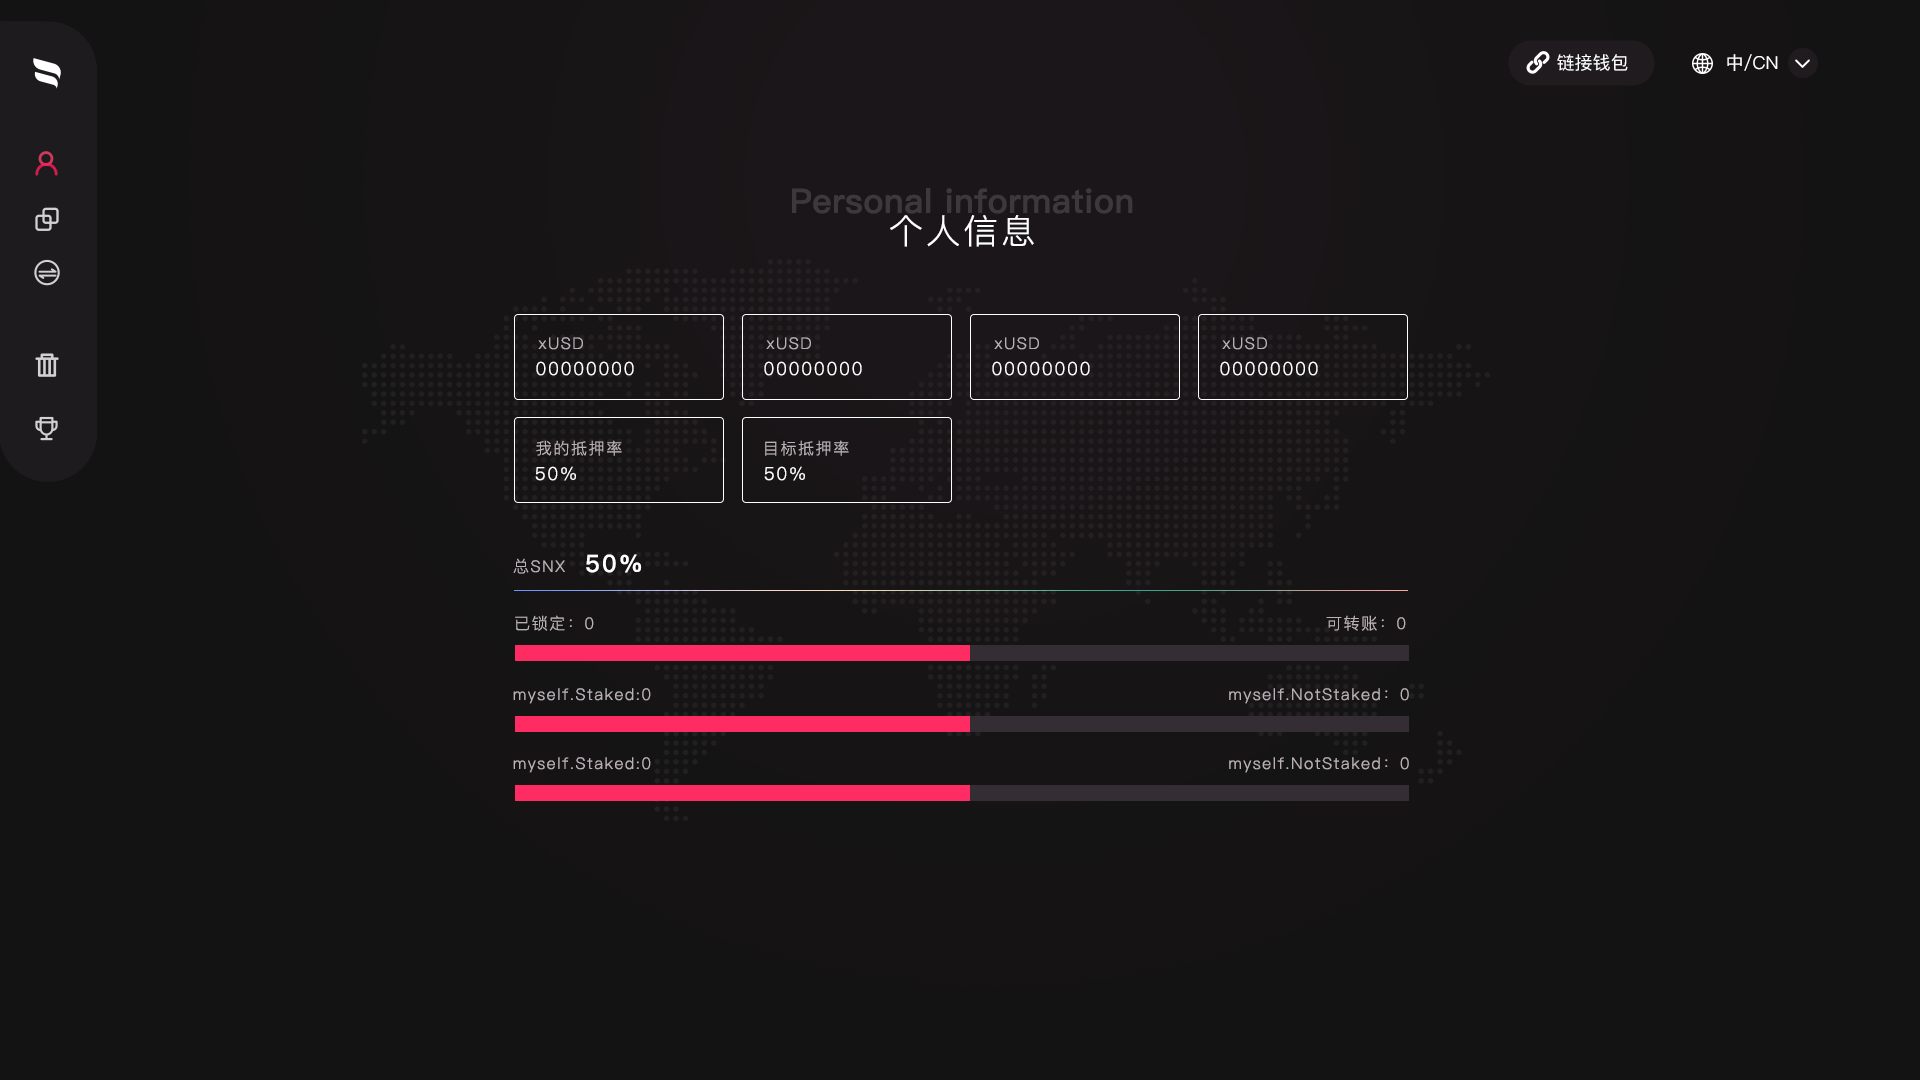 链接钱包
中/CN
Personal information
个人信息
xUSD
00000000
xUSD
00000000
xUSD
00000000
xUSD
00000000
我的抵押率
50%
目标抵押率
50%
总SNX 50%
已锁定：0
可转账：0
myself.Staked:0
myself.NotStaked：0
myself.Staked:0
myself.NotStaked：0